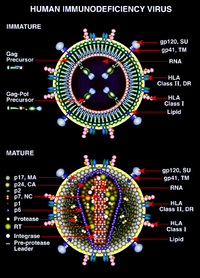 HUMAN IMMUNODEFICIENCY VIRUS
IMMATURE
Gag
Precursor
Gag-Pol
Precursor
gp120, SU
gp41, TM
RNA
HLA
Class II, DR
HLA
Class I
Lipid
MATURE
p17, MA
p24, CA
p2
p7, NC
p1
p6
Protease
RT
Integrase
Pre-protease
Leader
gp120, SU
gp41, TM
RNA
HLA
Class II, DR
HLA
Class I
Lipid